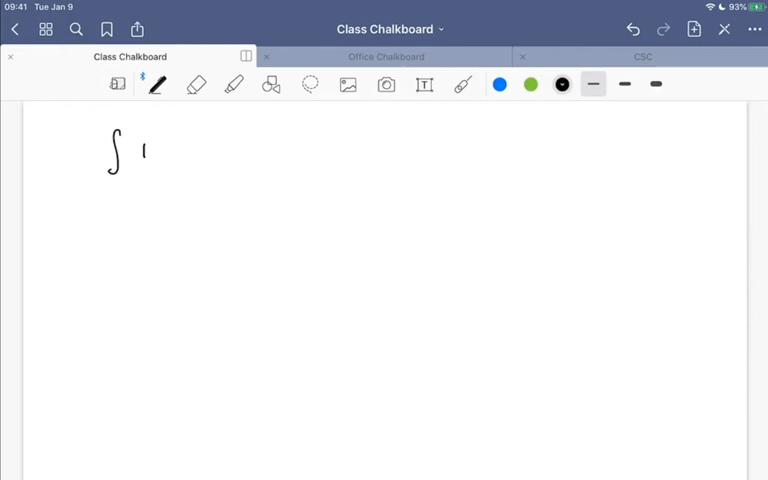 09:41 Tue Jan 9 93%
Class Chalkboard
Class Chalkboard Office Chalkboard CSC
T
∫ ı